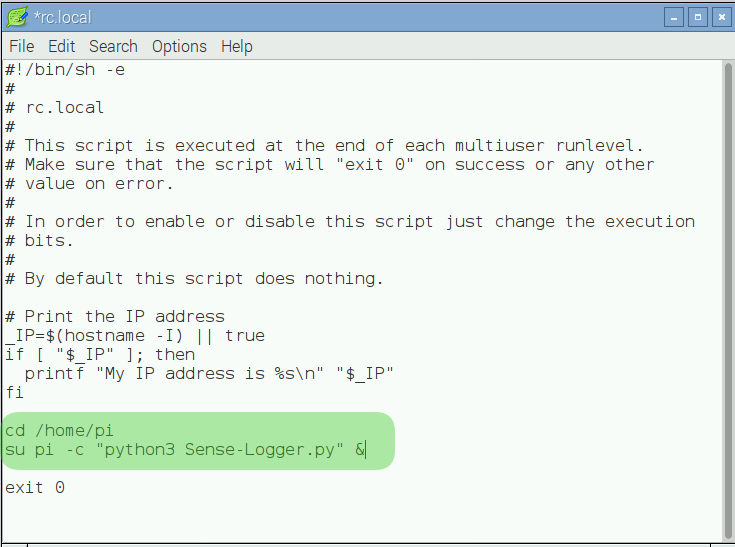 *rc.local
File Edit Search Options Help
#!/bin/sh -e
#
# rc.local
#
# This script is executed at the end of each multiuser runlevel.
# Make sure that the script will "exit 0" on success or any other
# value on error.
#
# In order to enable or disable this script just change the execution
# bits.
#
# By default this script does nothing.

# Print the IP address
_IP=$(hostname -I) || true
if [ "$_IP" ]; then
  printf "My IP address is %s\n" "$_IP"
fi

cd /home/pi
su pi -c "python3 Sense-Logger.py" &

exit 0